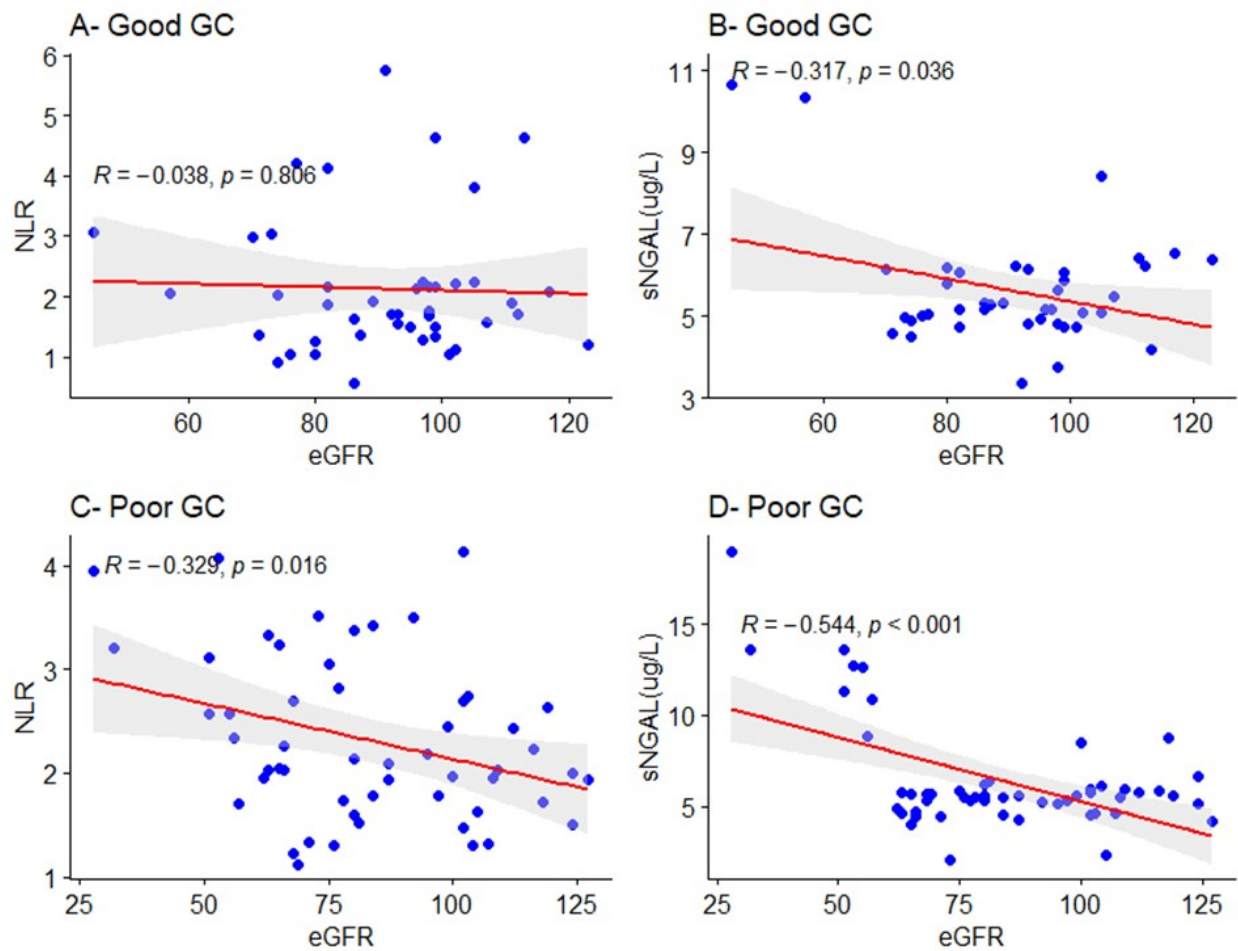 A- Good GC
6
5
4
3
2
1
NLR
R = −0.038, p = 0.806
60
80
100
120
eGFR
B- Good GC
11
9
7
5
3
sNGAL(ug/L)
R = −0.317, p = 0.036
60
80
100
120
eGFR
C- Poor GC
4
3
2
1
NLR
R = −0.329, p = 0.016
25
50
75
100
125
eGFR
D- Poor GC
15
10
5
sNGAL(ug/L)
R = −0.544, p < 0.001
25
50
75
100
125
eGFR